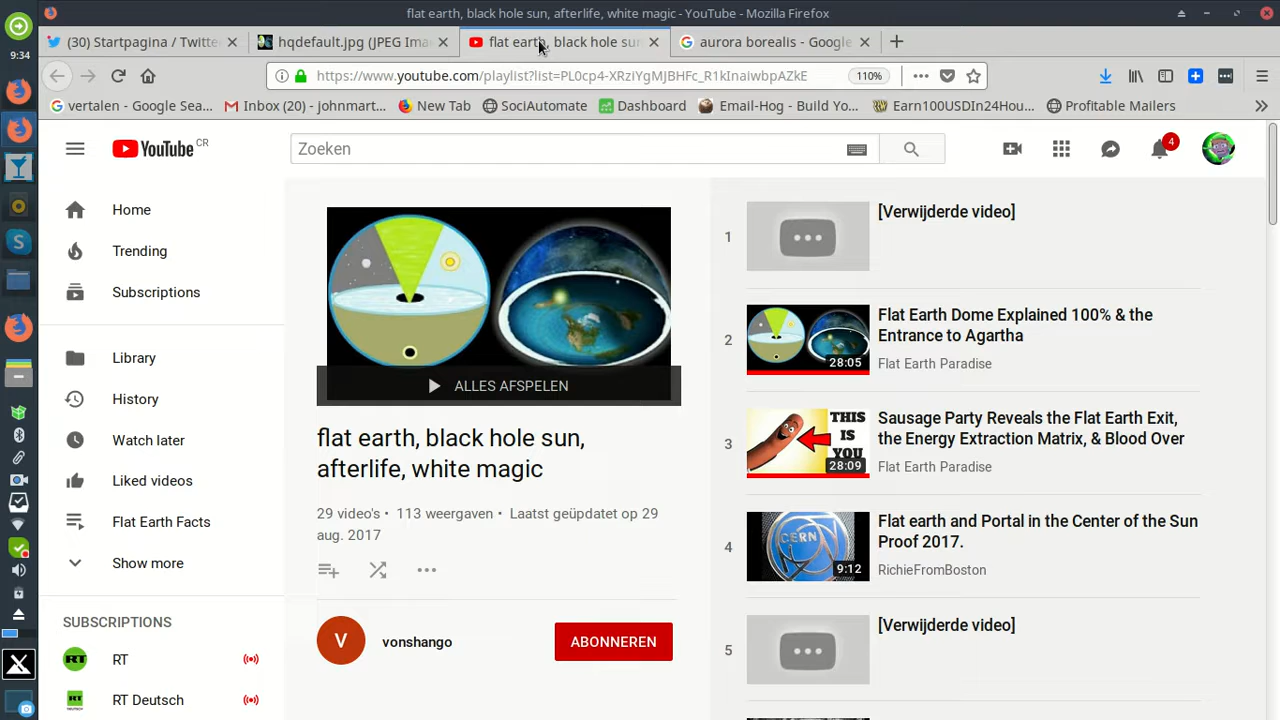 flat earth, black hole sun, afterlife, white magic - YouTube - Mozilla Firefox
9:34
(30) Startpagina / Twitte
hqdefault.jpg (JPEG Ima
flat earth, black hole sun
aurora borealis - Google
https://www.youtube.com/playlist?list=PL0cp4-XRziYgMJBHFc_R1kInaiwbpAZkE
110%
vertalen - Google Sea...
Inbox (20) - johnmart...
New Tab
SociAutomate
Dashboard
Email-Hog - Build Yo...
Earn100USDIn24Hou...
Profitable Mailers
YouTube CR
Zoeken
4
Home
Trending
Subscriptions
Library
History
Watch later
Liked videos
Flat Earth Facts
Show more
SUBSCRIPTIONS
RT
RT
RT Deutsch
RT
ALLES AFSPELEN
flat earth, black hole sun,
afterlife, white magic
29 video's • 113 weergaven • Laatst geüpdatet op 29
aug. 2017
V
vonshango
ABONNEREN
1
[Verwijderde video]
2
28:05
Flat Earth Dome Explained 100% & the
Entrance to Agartha
Flat Earth Paradise
3
THIS
IS
YOU
28:09
Sausage Party Reveals the Flat Earth Exit,
the Energy Extraction Matrix, & Blood Over
Flat Earth Paradise
4
CERN
9:12
Flat earth and Portal in the Center of the Sun
Proof 2017.
RichieFromBoston
5
[Verwijderde video]